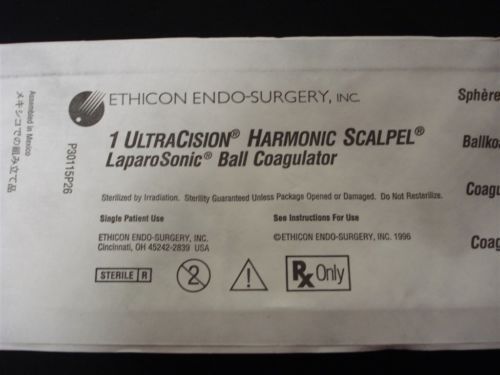 ETHICON ENDO-SURGERY, INC.
1 ULTRACISION® HARMONIC SCALPEL®
LaparoSonic® Ball Coagulator
Sterilized by Irradiation. Sterility Guaranteed Unless Package Opened or Damaged. Do Not Resterilize.
Single Patient Use
See Instructions For Use
ETHICON ENDO-SURGERY, INC.
Cincinnati, OH 45242-2839 USA
©ETHICON ENDO-SURGERY, INC. 1996
STERILE R
2
Rx Only
P30115P26
Assembled in Mexico
メキシコでの組み立て品
Sphère
Ballko
Coagu
Coag